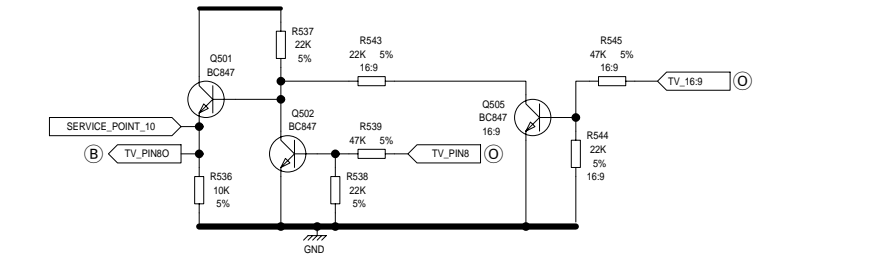 R537
22K
5%
R543
22K 5%
16:9
R545
47K 5%
16:9
Q501
BC847
TV_16:9
O
Q505
BC847
16:9
Q502
BC847
SERVICE_POINT_10
R539
47K 5%
R544
22K
5%
16:9
B
TV_PIN8O
TV_PIN8
O
R536
10K
5%
R538
22K
5%
GND